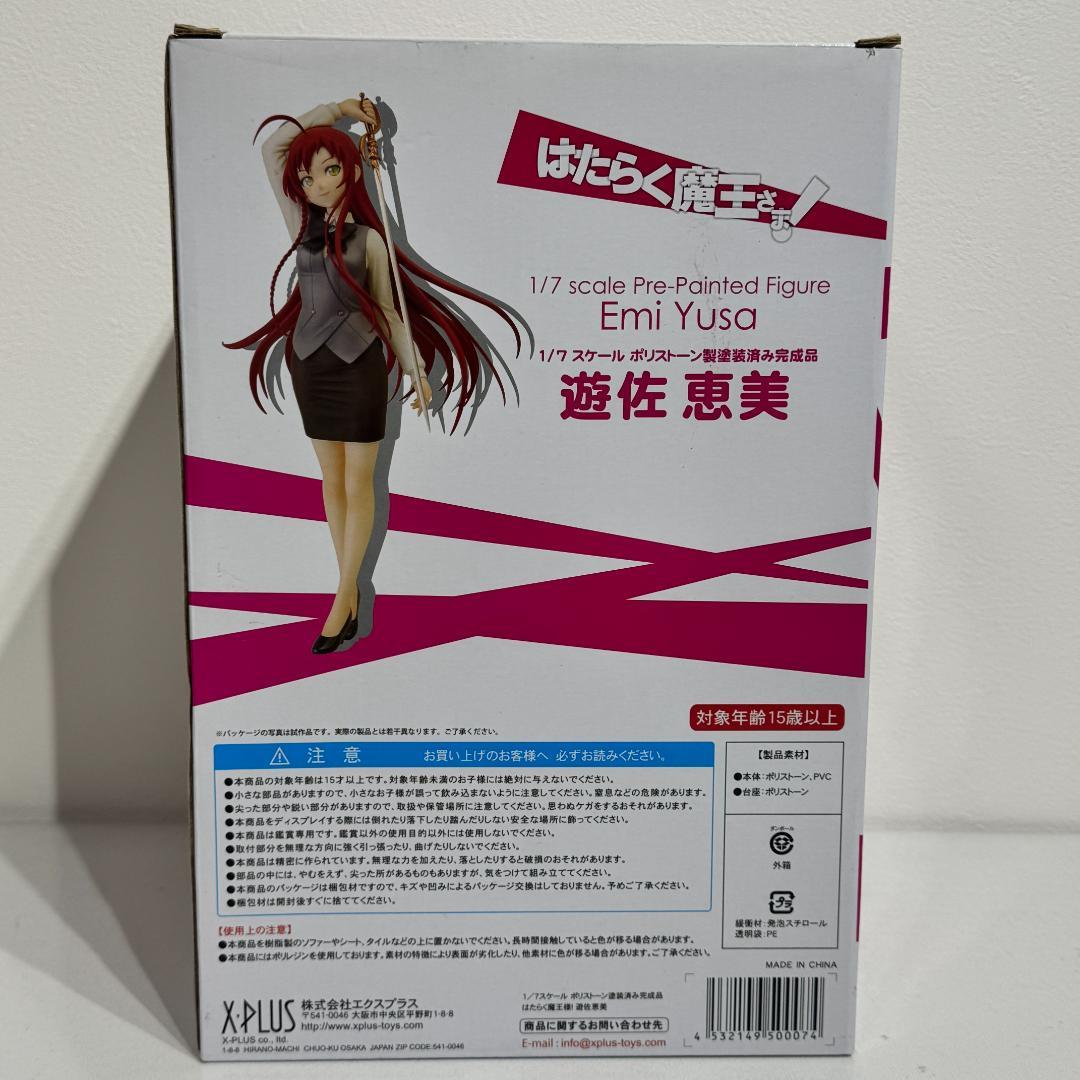 はたらく魔王さま!
1/7 scale Pre-Painted Figure
Emi Yusa
1/7 スケール ポリストーン製塗装済み完成品
遊佐 恵美
対象年齢15歳以上
※パッケージの写真は試作品です。実際の製品とは若干異なります。ご了承ください。
注 意 お買い上げのお客様へ 必ずお読みください。
●本商品の対象年齢は15才以上です。対象年齢未満のお子様には絶対に与えないでください。
●小さな部品がありますので、小さなお子様が誤って飲み込まないように注意してください。窒息などの危険があります。
●尖った部分や鋭い部分がありますので、取扱や保管場所に注意してください。思わぬケガをするおそれがあります。
●本商品をディスプレイする際には倒れたり落下したり踏んだりしない安全な場所に飾ってください。
●本商品は鑑賞専用です。鑑賞以外の使用目的以外には使用しないでください。
●取付部分を無理な方向に強く引っ張ったり、曲げたりしないでください。
●本商品は精密に作られています。無理な力を加えたり、落としたりすると破損のおそれがあります。
●部品の中には、やむをえず、尖った所があるものもありますが、気をつけて組み立ててください。
●本商品のパッケージは梱包材ですので、キズや凹みによるパッケージ交換はしておりません。予めご了承ください。
●梱包材は開封後すぐに捨ててください。
【製品素材】
●本体:ポリストーン、PVC
●台座:ポリストーン
ダンボール
外箱
プラ
緩衝材:発泡スチロール
透明袋:PE
【使用上の注意】
●本商品を樹脂製のソファーやシート、タイルなどの上に置かないでください。長時間接触していると色が移る場合があります。
●本商品にはポルレジンを使用しております。素材の特徴により表面が劣化したり、他素材に色が移る場合があります。ご了承ください。
MADE IN CHINA
X-PLUS
株式会社エクスプラス
〒541-0046 大阪市中央区平野町1-8-8
http://www.xplus-toys.com
X-PLUS co., ltd.
1-8-8 HIRANO-MACHI CHUO-KU OSAKA JAPAN ZIP CODE:541-0046
1/7スケール ポリストーン塗装済み完成品
はたらく魔王様! 遊佐恵美
商品に関するお問い合わせ先
E-mail : info@xplus-toys.com
4 532149 500074